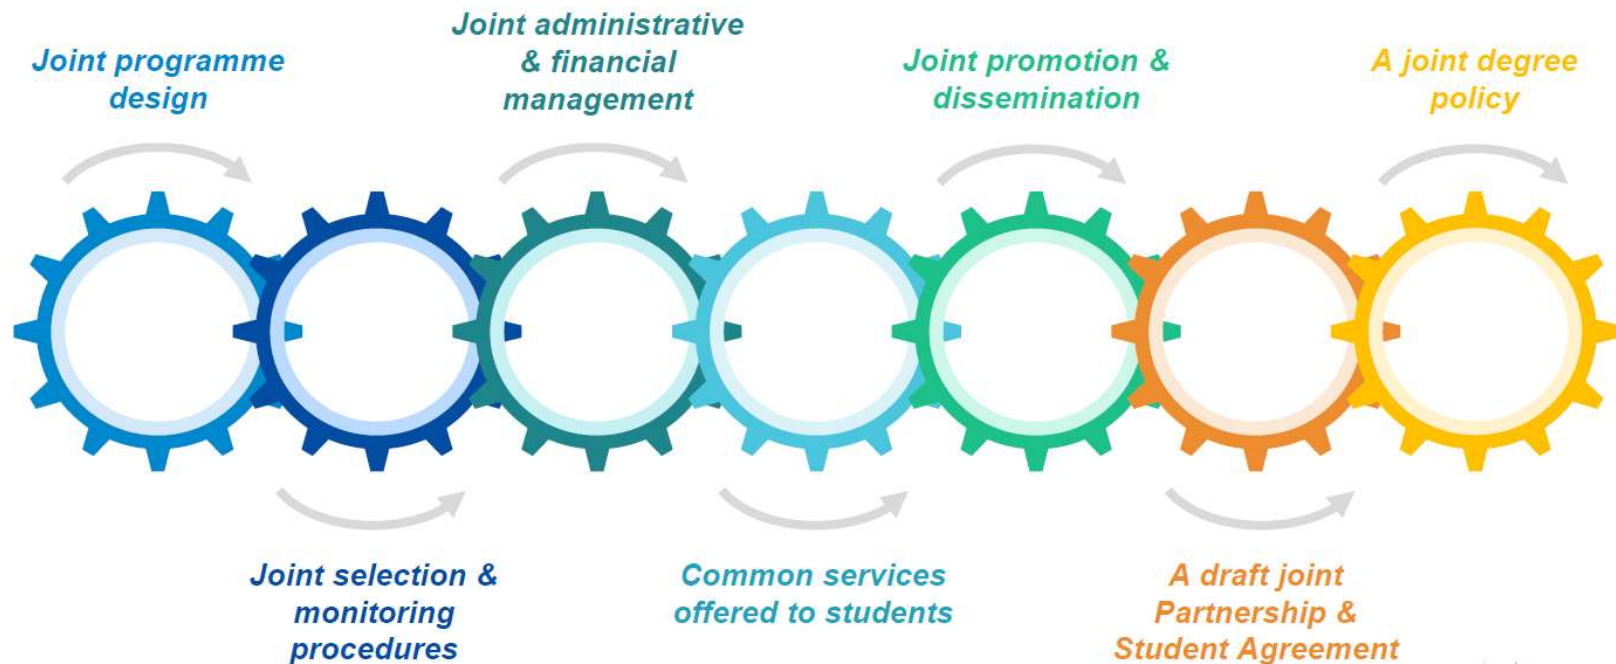 Joint programme
design
Joint selection &
monitoring
procedures
Joint administrative
& financial
management
Common services
offered to students
Joint promotion &
dissemination
A draft joint
Partnership &
Student Agreement
A joint degree
policy